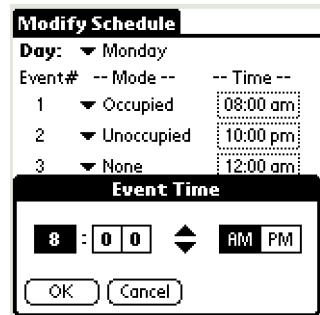 Modify Schedule
Day: Monday
Event# -- Mode -- -- Time --
1 Occupied 08:00 am
2 Unoccupied 10:00 pm
3 None 12:00 am
Event Time
8 : 0 0 AM PM
OK Cancel